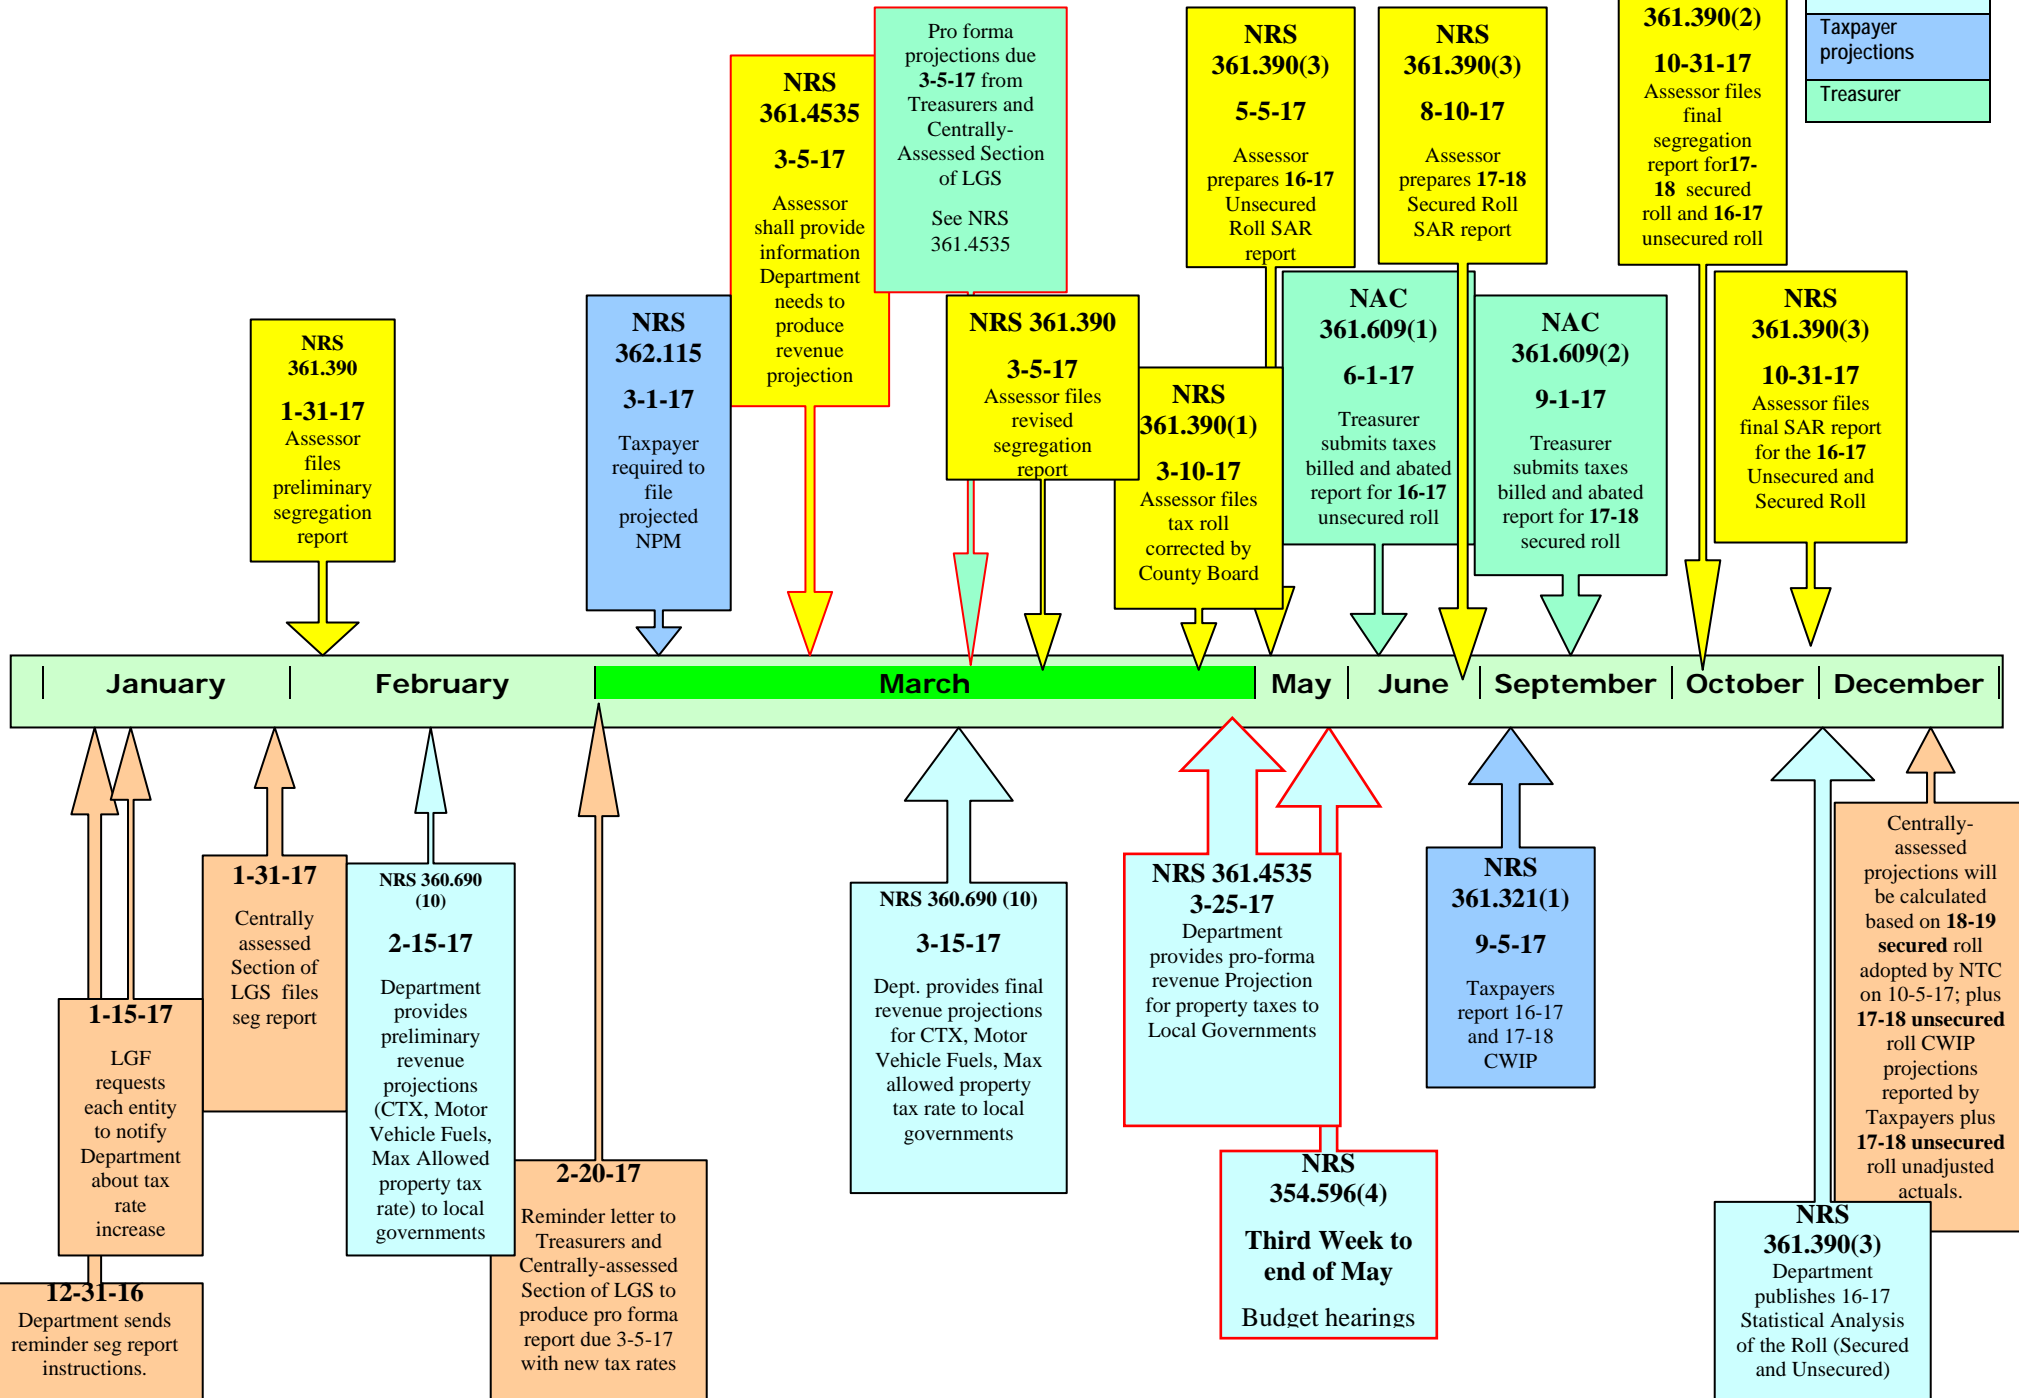 361.390(2)
10-31-17
Assessor files
final
segregation
report for17-
18 secured
roll and 16-17
unsecured roll
Taxpayer
projections
Treasurer
Pro forma
projections due
3-5-17 from
Treasurers and
Centrally-
Assessed Section
of LGS
See NRS
361.4535
NRS
361.390(3)
5-5-17
Assessor
prepares 16-17
Unsecured
Roll SAR
report
NRS
361.390(3)
8-10-17
Assessor
prepares 17-18
Secured Roll
SAR report
NRS
361.4535
3-5-17
Assessor
shall provide
information
Department
needs to
produce
revenue
projection
NRS
361.390
1-31-17
Assessor
files
preliminary
segregation
report
NRS
362.115
3-1-17
Taxpayer
required to
file
projected
NPM
NRS 361.390
3-5-17
Assessor files
revised
segregation
report
NRS
361.390(1)
3-10-17
Assessor files
tax roll
corrected by
County Board
NAC
361.609(1)
6-1-17
Treasurer
submits taxes
billed and abated
report for 16-17
unsecured roll
NAC
361.609(2)
9-1-17
Treasurer
submits taxes
billed and abated
report for 17-18
secured roll
NRS
361.390(3)
10-31-17
Assessor files
final SAR report
for the 16-17
Unsecured and
Secured Roll
January February March May June September October December
12-31-16
Department sends
reminder seg report
instructions.
1-15-17
LGF
requests
each entity
to notify
Department
about tax
rate
increase
1-31-17
Centrally
assessed
Section of
LGS files
seg report
NRS 360.690
(10)
2-15-17
Department
provides
preliminary
revenue
projections
(CTX, Motor
Vehicle Fuels,
Max Allowed
property tax
rate) to local
governments
2-20-17
Reminder letter to
Treasurers and
Centrally-assessed
Section of LGS to
produce pro forma
report due 3-5-17
with new tax rates
NRS 360.690 (10)
3-15-17
Dept. provides final
revenue projections
for CTX, Motor
Vehicle Fuels, Max
allowed property
tax rate to local
governments
NRS 361.4535
3-25-17
Department
provides pro-forma
revenue Projection
for property taxes to
Local Governments
NRS
354.596(4)
Third Week to
end of May
Budget hearings
NRS
361.321(1)
9-5-17
Taxpayers
report 16-17
and 17-18
CWIP
NRS
361.390(3)
Department
publishes 16-17
Statistical Analysis
of the Roll (Secured
and Unsecured)
Centrally-
assessed
projections will
be calculated
based on 18-19
secured roll
adopted by NTC
on 10-5-17; plus
17-18 unsecured
roll CWIP
projections
reported by
Taxpayers plus
17-18 unsecured
roll unadjusted
actuals.